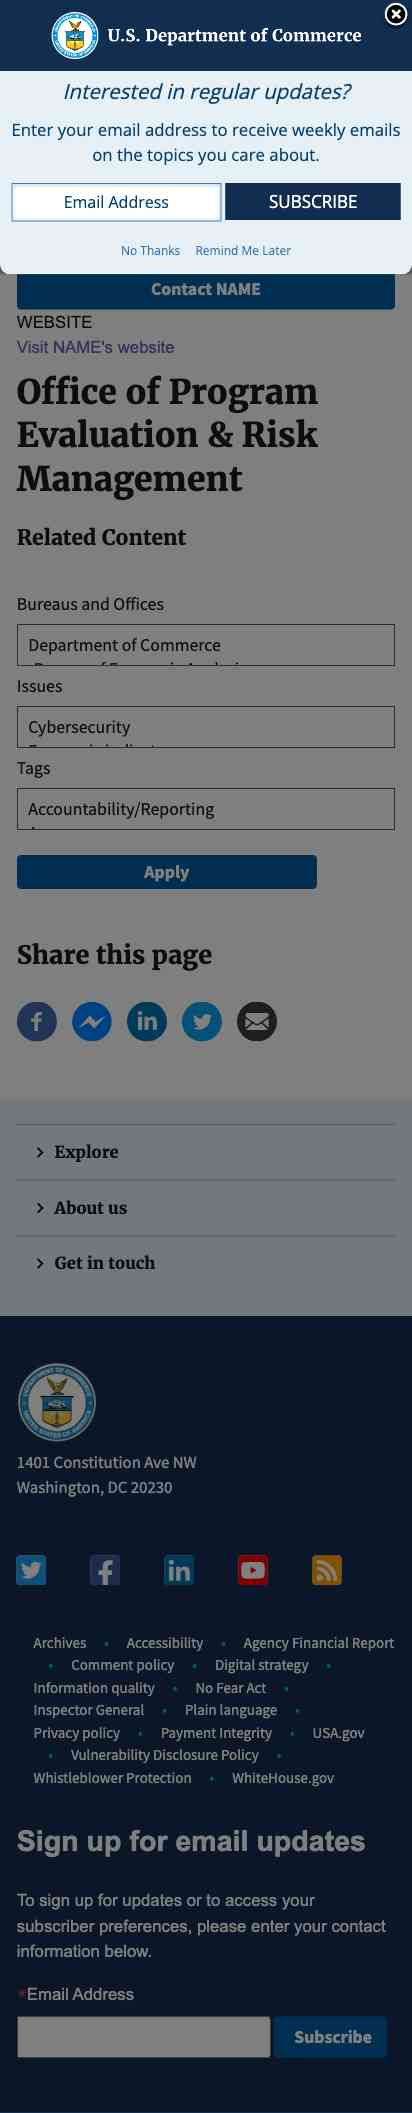 U.S. Department of Commerce
Interested in regular updates?
Enter your email address to receive weekly emails
on the topics you care about.
Email Address
SUBSCRIBE
No Thanks
Remind Me Later
Contact NAME
WEBSITE
Visit NAME's website
Office of Program
Evaluation & Risk
Management
Related Content
Bureaus and Offices
Department of Commerce
Issues
Cybersecurity
Tags
Accountability/Reporting
Apply
Share this page
Explore
About us
Get in touch
1401 Constitution Ave NW
Washington, DC 20230
Archives • Accessibility • Agency Financial Report
• Comment policy • Digital strategy •
Information quality • No Fear Act •
Inspector General • Plain language •
Privacy policy • Payment Integrity • USA.gov
• Vulnerability Disclosure Policy •
Whistleblower Protection • WhiteHouse.gov
Sign up for email updates
To sign up for updates or to access your
subscriber preferences, please enter your contact
information below.
*Email Address
Subscribe